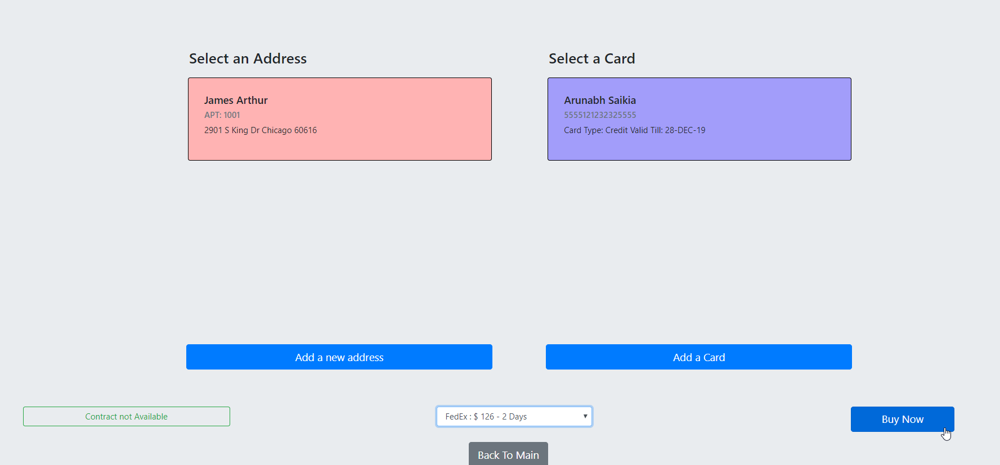 Select an Address
James Arthur
APT: 1001
2901 S King Dr Chicago 60616
Select a Card
Arunabh Saikia
5555121232325555
Card Type: Credit Valid Till: 28-DEC-19
Add a new address
Add a Card
Contract not Available
FedEx : $ 126 - 2 Days
Buy Now
Back To Main